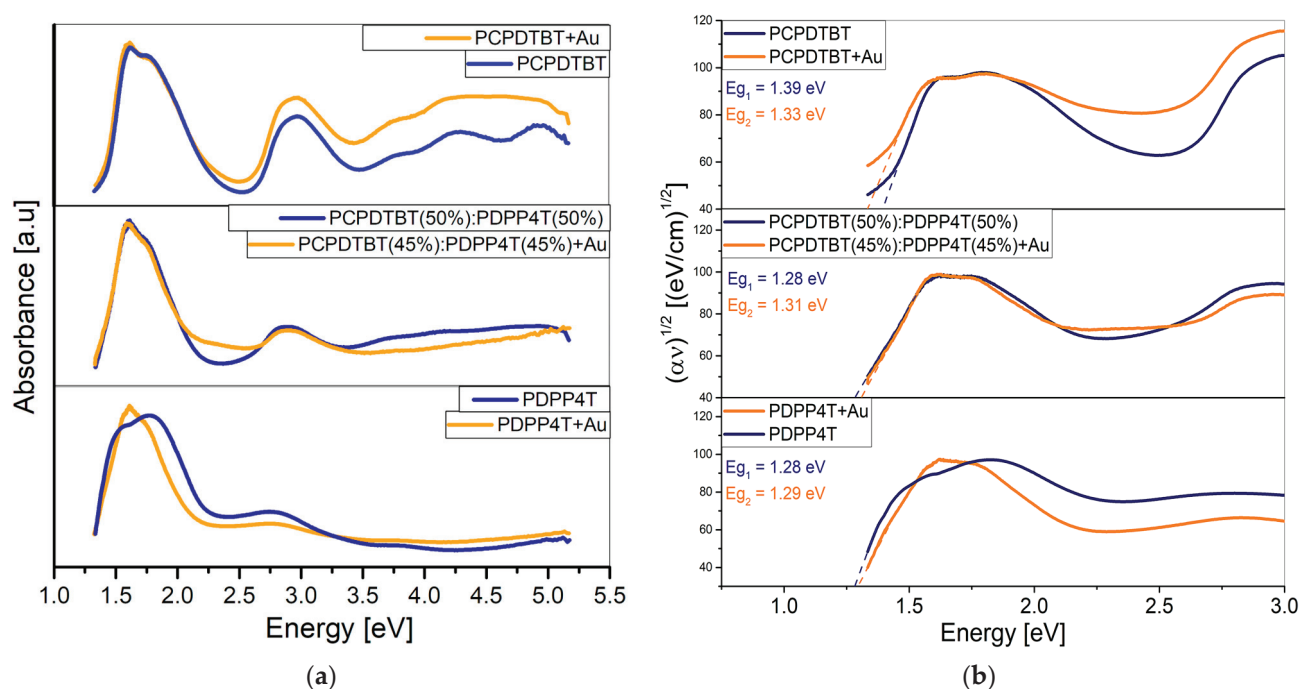 PCPDTBT+Au
PCPDTBT
PCPDTBT(50%):PDPP4T(50%)
PCPDTBT(45%):PDPP4T(45%)+Au
PDPP4T
PDPP4T+Au
Absorbance [a.u]
1.0 1.5 2.0 2.5 3.0 3.5 4.0 4.5 5.0 5.5
Energy [eV]
(a)
PCPDTBT
PCPDTBT+Au
Eg1 = 1.39 eV
Eg2 = 1.33 eV
120
100
80
60
40
PCPDTBT(50%):PDPP4T(50%)
PCPDTBT(45%):PDPP4T(45%)+Au
Eg1 = 1.28 eV
Eg2 = 1.31 eV
120
100
80
60
40
PDPP4T+Au
PDPP4T
Eg1 = 1.28 eV
Eg2 = 1.29 eV
120
100
80
60
40
(αν)1/2 [(eV/cm)1/2]
1.0 1.5 2.0 2.5 3.0
Energy [eV]
(b)